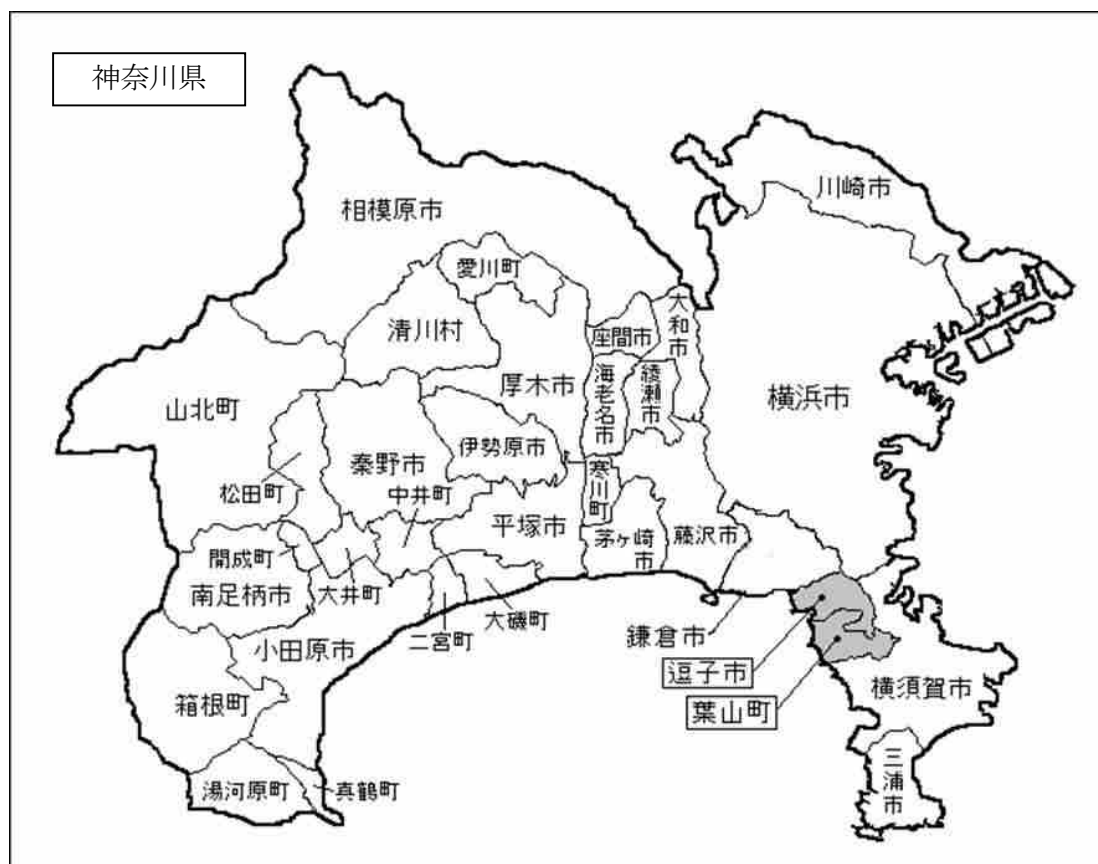 神奈川県
川崎市
相模原市
愛川町
大和市
清川村
座間市
厚木市
海老名市
綾瀬市
横浜市
山北町
伊勢原市
秦野市
寒川町
松田町
中井町
平塚市
茅ヶ崎市
藤沢市
開成町
南足柄市
大井町
大磯町
二宮町
鎌倉市
小田原市
逗子市
横須賀市
箱根町
葉山町
三浦市
湯河原町
真鶴町